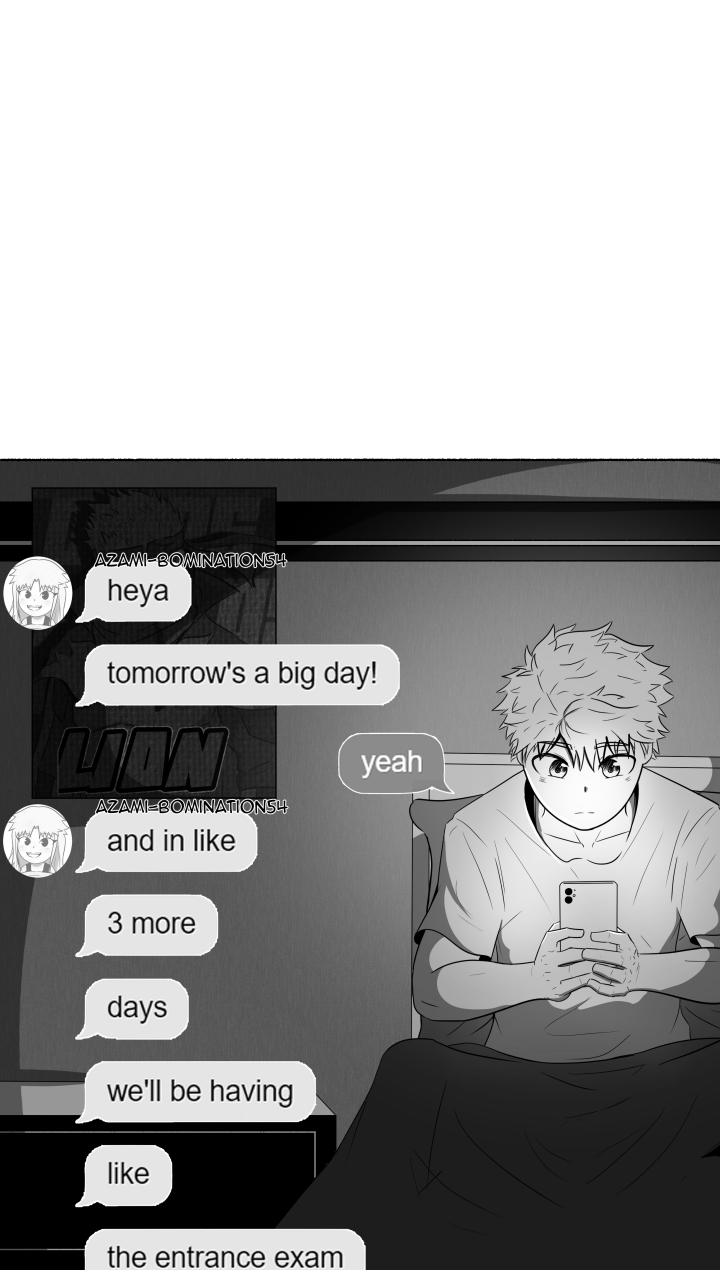 AZAMI-BOMINATION54
heya
tomorrow's a big day!
yeah
LION
AZAMI-BOMINATION54
and in like
3 more
days
we'll be having
like
the entrance exam